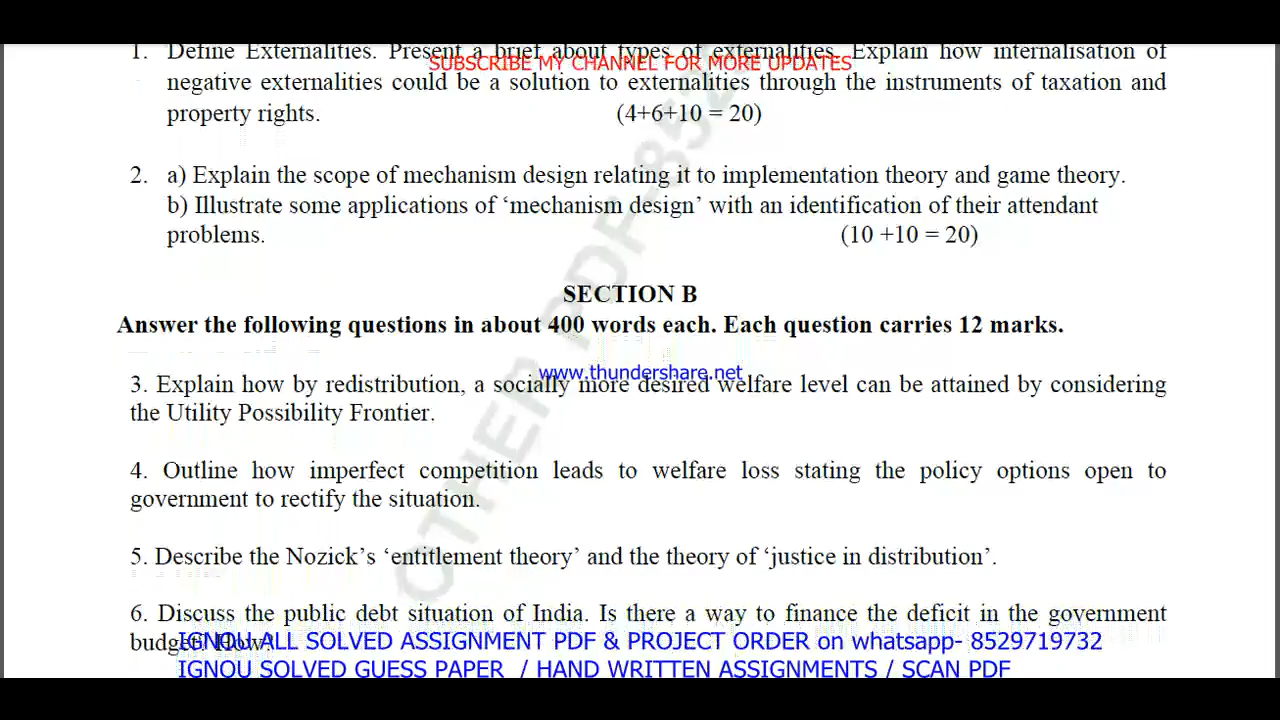 1. Define Externalities. Present a brief about types of externalities. Explain how internalisation of
SUBSCRIBE MY CHANNEL FOR MORE UPDATES
negative externalities could be a solution to externalities through the instruments of taxation and
property rights. (4+6+10 = 20)
2. a) Explain the scope of mechanism design relating it to implementation theory and game theory.
b) Illustrate some applications of ‘mechanism design’ with an identification of their attendant
problems. (10 +10 = 20)
SECTION B
Answer the following questions in about 400 words each. Each question carries 12 marks.
www.thundershare.net
3. Explain how by redistribution, a socially more desired welfare level can be attained by considering
the Utility Possibility Frontier.
4. Outline how imperfect competition leads to welfare loss stating the policy options open to
government to rectify the situation.
5. Describe the Nozick’s ‘entitlement theory’ and the theory of ‘justice in distribution’.
6. Discuss the public debt situation of India. Is there a way to finance the deficit in the government
budget? How?
IGNOU ALL SOLVED ASSIGNMENT PDF & PROJECT ORDER on whatsapp- 8529719732
IGNOU SOLVED GUESS PAPER / HAND WRITTEN ASSIGNMENTS / SCAN PDF
OTHER PDF-852